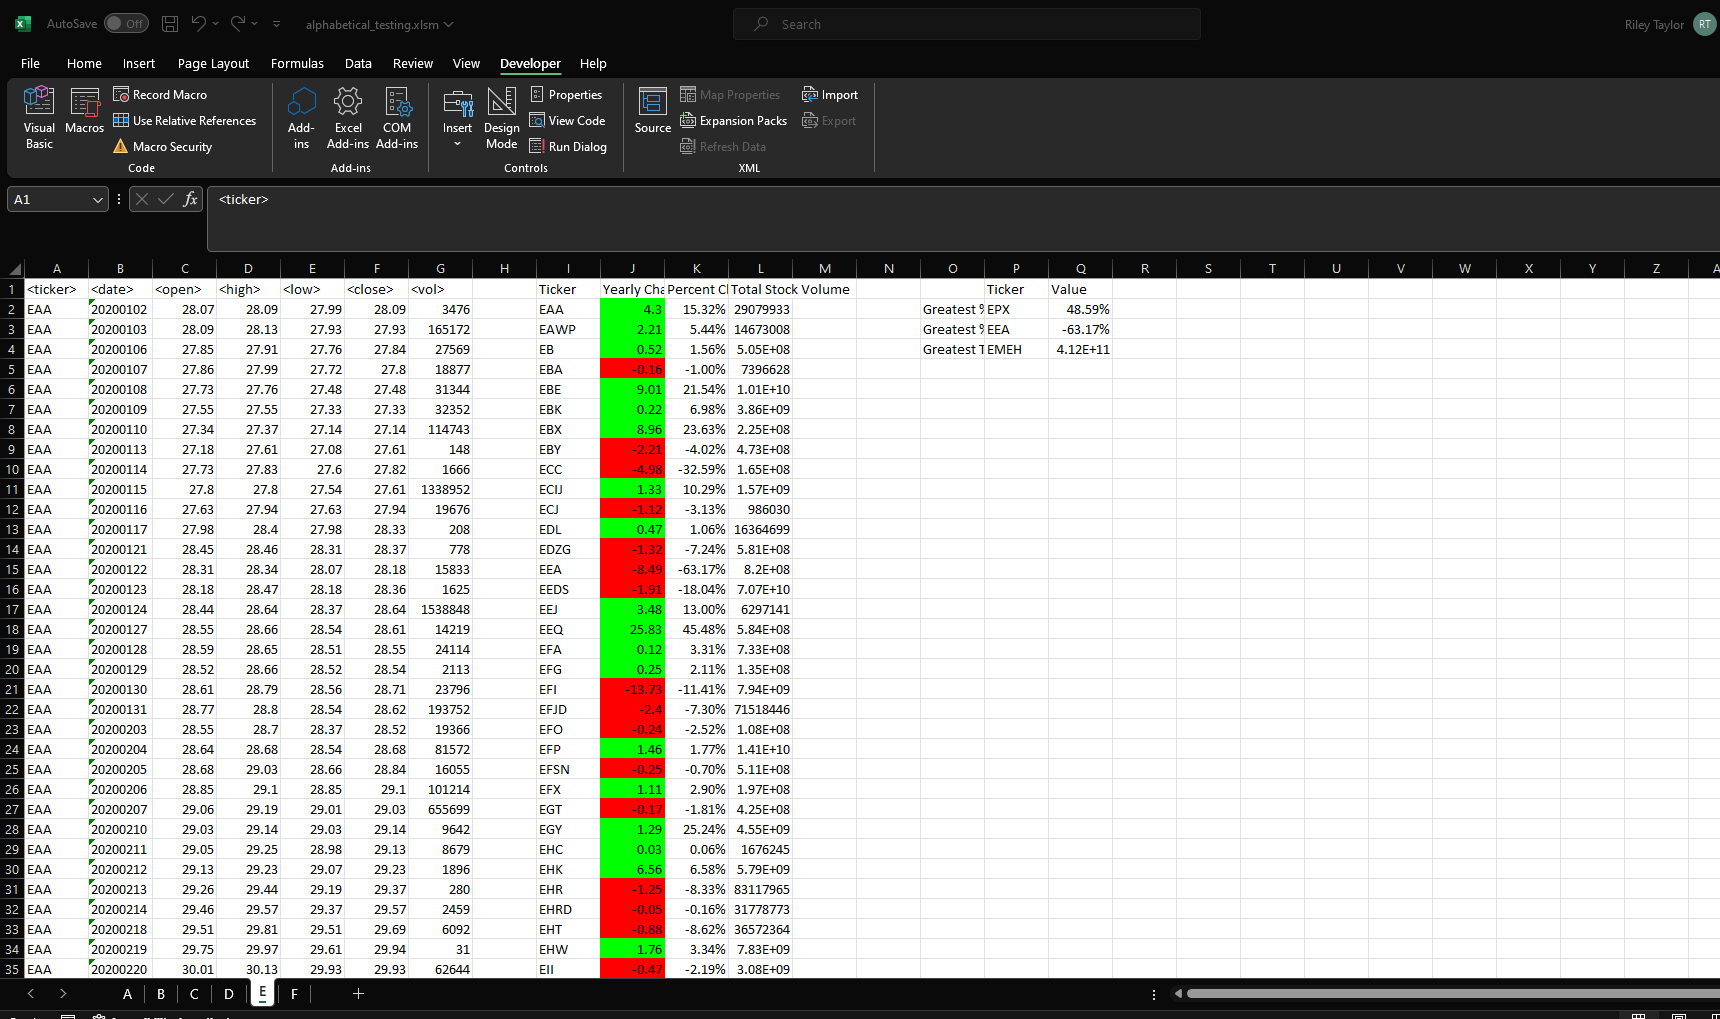 AutoSave Off alphabetical_testing.xlsm Search Riley Taylor RT
File Home Insert Page Layout Formulas Data Review View Developer Help
Visual Basic
Macros
Record Macro
Use Relative References
Macro Security
Code
Add-ins
Excel Add-ins
COM Add-ins
Add-ins
Insert
Design Mode
Properties
View Code
Run Dialog
Controls
Source
Map Properties
Expansion Packs
Refresh Data
Import
Export
XML
A1 fx <ticker>
A B C D E F G H I J K L M N O P Q R S T U V W X Y Z A
1 <ticker> <date> <open> <high> <low> <close> <vol> Ticker Yearly Cha Percent Cl Total Stock Volume Ticker Value
2 EAA 20200102 28.07 28.09 27.99 28.09 3476 EAA 4.3 15.32% 29079933 Greatest % EPX 48.59%
3 EAA 20200103 28.09 28.13 27.93 27.93 165172 EAWP 2.21 5.44% 14673008 Greatest % EEA -63.17%
4 EAA 20200106 27.85 27.91 27.76 27.84 27569 EB 0.52 1.56% 5.05E+08 Greatest T EMEH 4.12E+11
5 EAA 20200107 27.86 27.99 27.72 27.8 18877 EBA -0.16 -1.00% 7396628
6 EAA 20200108 27.73 27.76 27.48 27.48 31344 EBE 9.01 21.54% 1.01E+10
7 EAA 20200109 27.55 27.55 27.33 27.33 32352 EBK 0.22 6.98% 3.86E+09
8 EAA 20200110 27.34 27.37 27.14 27.14 114743 EBX 8.96 23.63% 2.25E+08
9 EAA 20200113 27.18 27.61 27.08 27.61 148 EBY -2.21 -4.02% 4.73E+08
10 EAA 20200114 27.73 27.83 27.6 27.82 1666 ECC -4.98 -32.59% 1.65E+08
11 EAA 20200115 27.8 27.8 27.54 27.61 1338952 ECIJ 1.33 10.29% 1.57E+09
12 EAA 20200116 27.63 27.94 27.63 27.94 19676 ECJ -1.12 -3.13% 986030
13 EAA 20200117 27.98 28.4 27.98 28.33 208 EDL 0.47 1.06% 16364699
14 EAA 20200121 28.45 28.46 28.31 28.37 778 EDZG -1.32 -7.24% 5.81E+08
15 EAA 20200122 28.31 28.34 28.07 28.18 15833 EEA -8.49 -63.17% 8.2E+08
16 EAA 20200123 28.18 28.47 28.18 28.36 1625 EEDS -1.91 -18.04% 7.07E+10
17 EAA 20200124 28.44 28.64 28.37 28.64 1538848 EEJ 3.48 13.00% 6297141
18 EAA 20200127 28.55 28.66 28.54 28.61 14219 EEQ 25.83 45.48% 5.84E+08
19 EAA 20200128 28.59 28.65 28.51 28.55 24114 EFA 0.12 3.31% 7.33E+08
20 EAA 20200129 28.52 28.66 28.52 28.54 2113 EFG 0.25 2.11% 1.35E+08
21 EAA 20200130 28.61 28.79 28.56 28.71 23796 EFI -13.73 -11.41% 7.94E+09
22 EAA 20200131 28.77 28.8 28.54 28.62 193752 EFJD -2.4 -7.30% 71518446
23 EAA 20200203 28.55 28.7 28.37 28.52 19366 EFO -0.24 -2.52% 1.08E+08
24 EAA 20200204 28.64 28.68 28.54 28.68 81572 EFP 1.46 1.77% 1.41E+10
25 EAA 20200205 28.68 29.03 28.66 28.84 16055 EFSN -0.25 -0.70% 5.11E+08
26 EAA 20200206 28.85 29.1 28.85 29.1 101214 EFX 1.11 2.90% 1.97E+08
27 EAA 20200207 29.06 29.19 29.01 29.03 655699 EGT -0.17 -1.81% 4.25E+08
28 EAA 20200210 29.03 29.14 29.03 29.14 9642 EGY 1.29 25.24% 4.55E+09
29 EAA 20200211 29.05 29.25 28.98 29.13 8679 EHC 0.03 0.06% 1676245
30 EAA 20200212 29.13 29.23 29.07 29.23 1896 EHK 6.56 6.58% 5.79E+09
31 EAA 20200213 29.26 29.44 29.19 29.37 280 EHR -1.25 -8.33% 83117965
32 EAA 20200214 29.46 29.57 29.37 29.57 2459 EHRD -0.05 -0.16% 31778773
33 EAA 20200218 29.51 29.81 29.51 29.69 6092 EHT -0.88 -8.62% 36572364
34 EAA 20200219 29.75 29.97 29.61 29.94 31 EHW 1.76 3.34% 7.83E+09
35 EAA 20200220 30.01 30.13 29.93 29.93 62644 EII -0.47 -2.19% 3.08E+09
A B C D E F